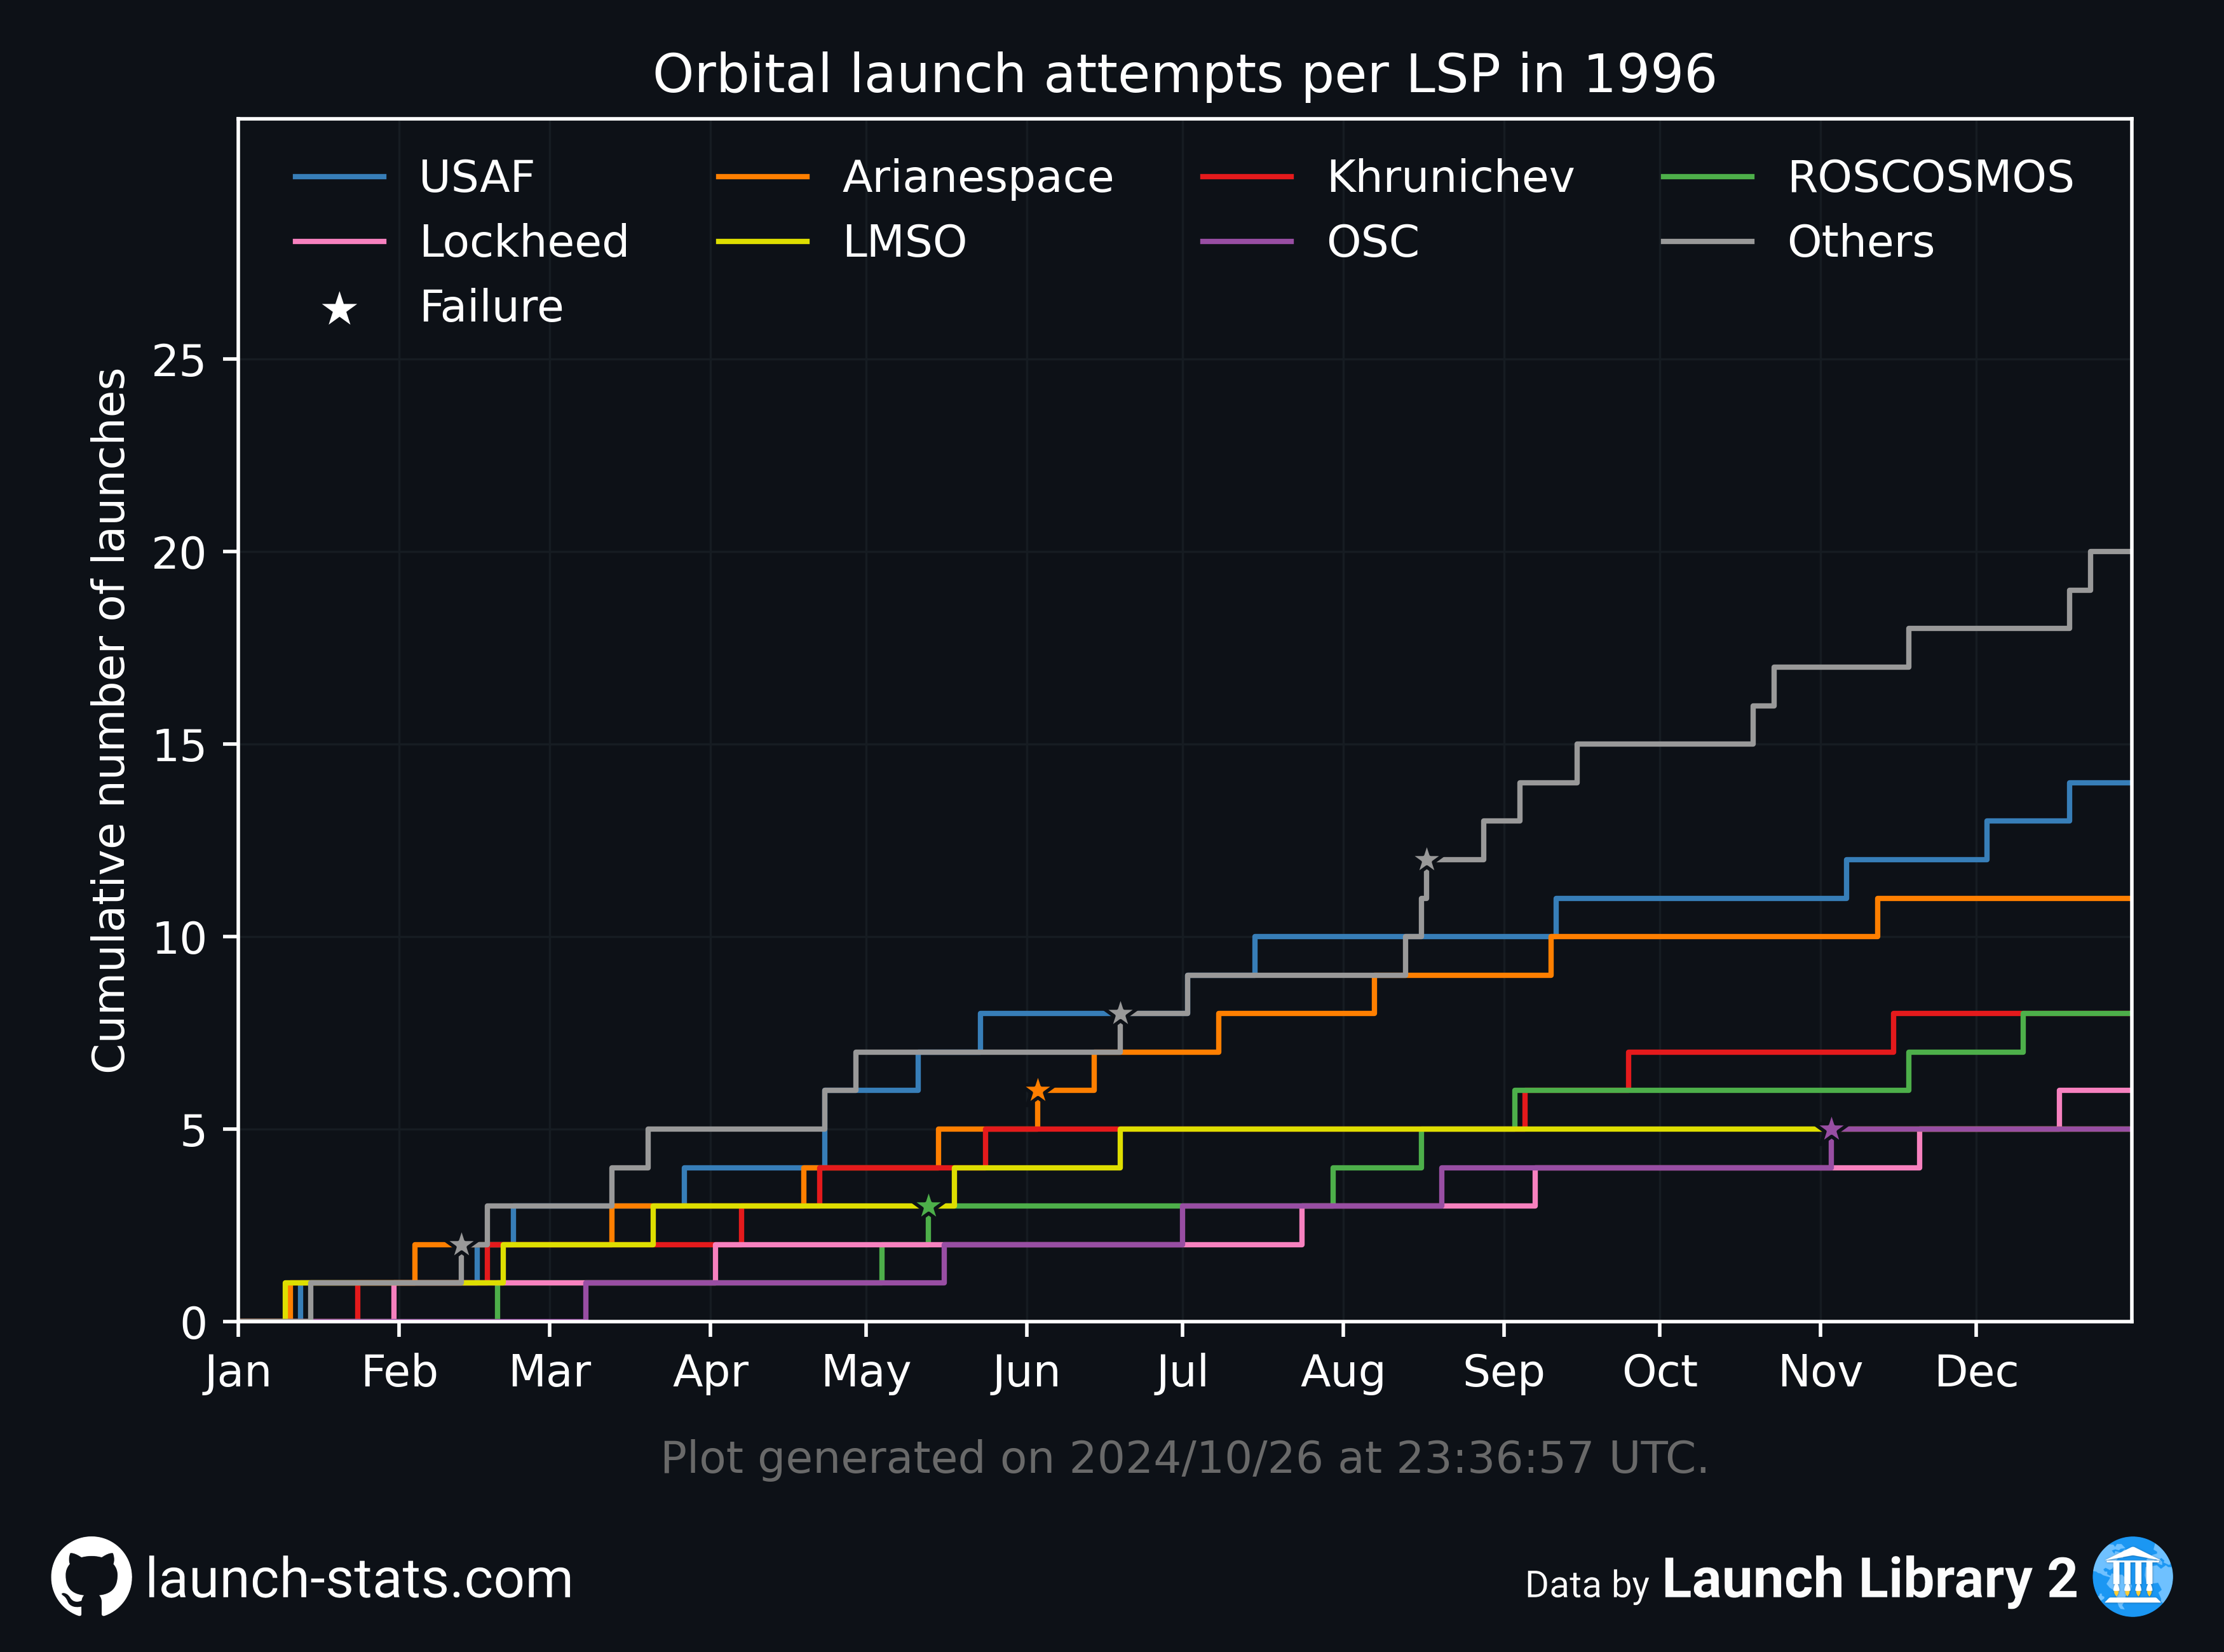 Orbital launch attempts per LSP in 1996
USAF Arianespace Khrunichev ROSCOSMOS
Lockheed LMSO OSC Others
Failure
Cumulative number of launches
25
20
15
10
5
0
Jan Feb Mar Apr May Jun Jul Aug Sep Oct Nov Dec
Plot generated on 2024/10/26 at 23:36:57 UTC.
launch-stats.com
Data by Launch Library 2